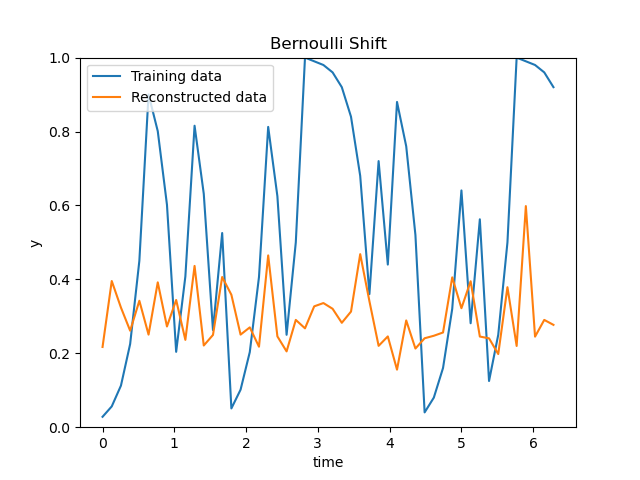 Bernoulli Shift
Training data
Reconstructed data
y
1.0
0.8
0.6
0.4
0.2
0.0
0 1 2 3 4 5 6
time